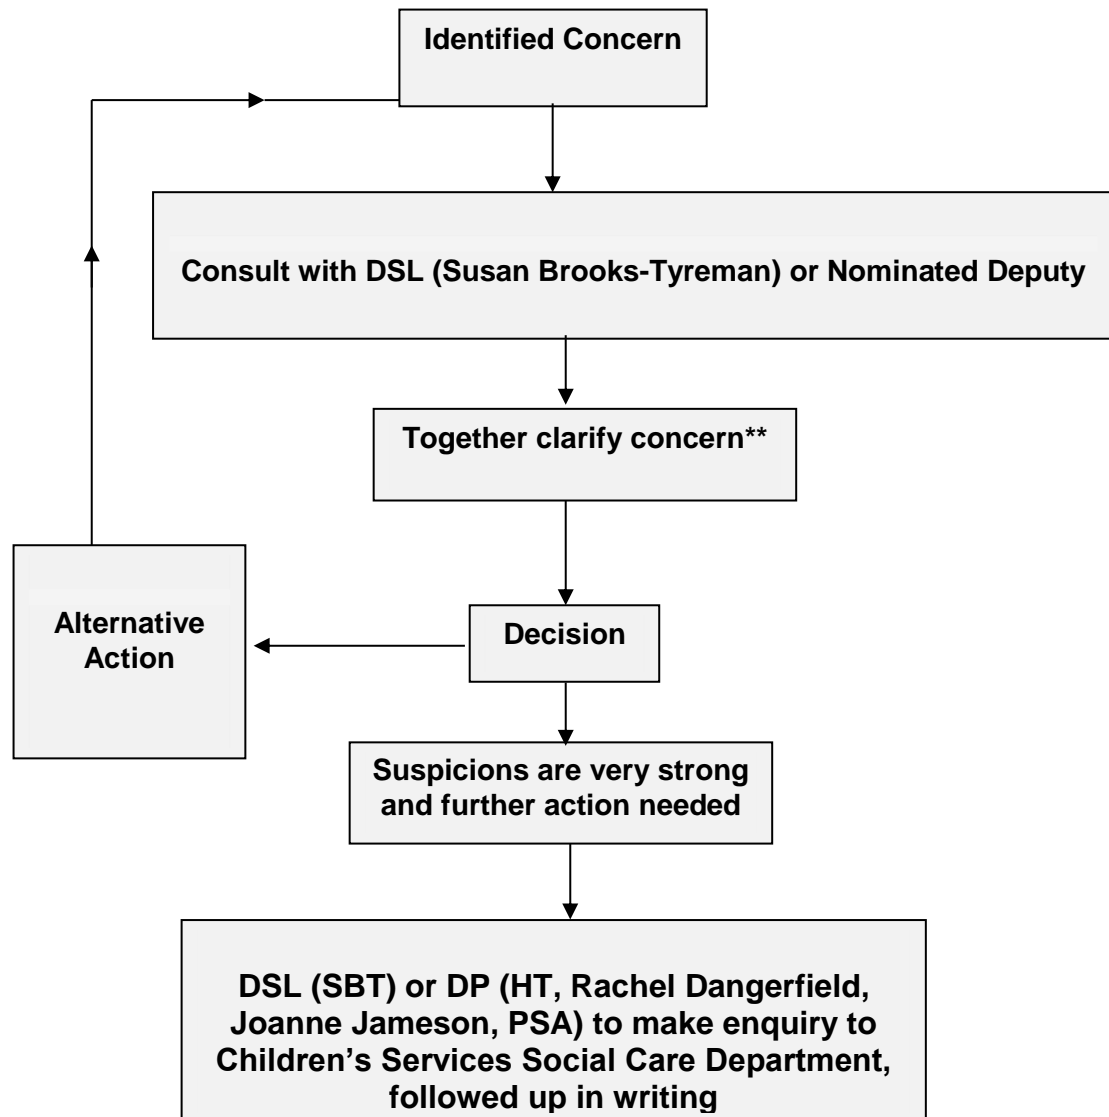 Identified Concern
Consult with DSL (Susan Brooks-Tyreman) or Nominated Deputy
Together clarify concern**
Alternative
Action
Decision
Suspicions are very strong
and further action needed
DSL (SBT) or DP (HT, Rachel Dangerfield,
Joanne Jameson, PSA) to make enquiry to
Children’s Services Social Care Department,
followed up in writing